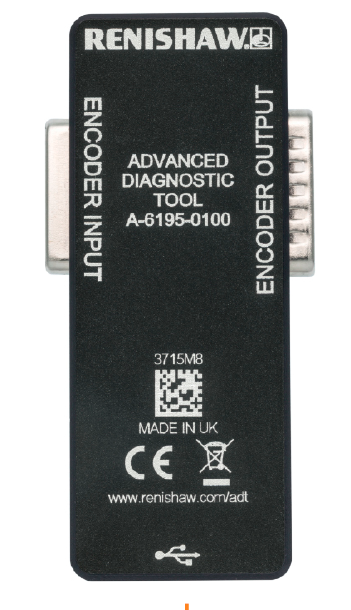 RENISHAW.
ENCODER INPUT
ADVANCED
DIAGNOSTIC
TOOL
A-6195-0100
ENCODER OUTPUT
3715M8
MADE IN UK
CE
www.renishaw.com/adt